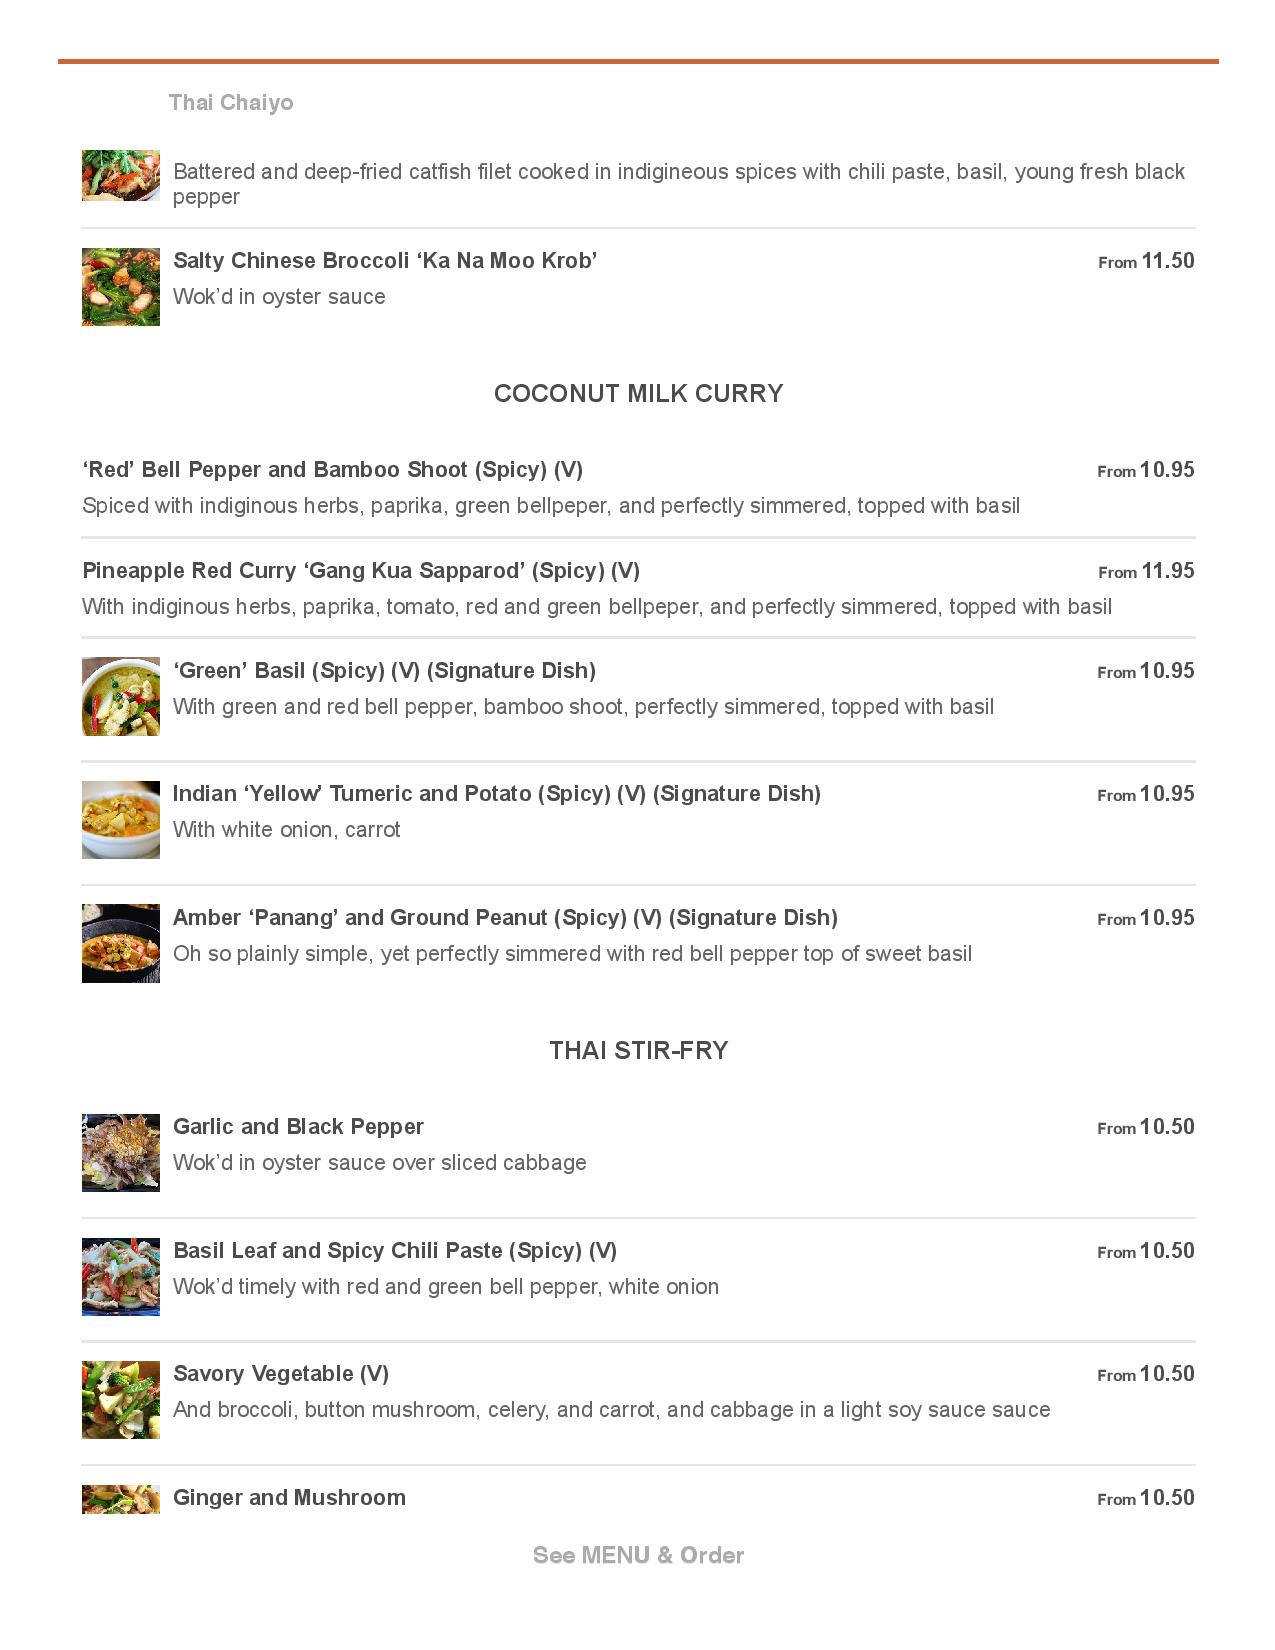 Thai Chaiyo
Battered and deep-fried catfish filet cooked in indigineous spices with chili paste, basil, young fresh black
pepper
Salty Chinese Broccoli ‘Ka Na Moo Krob’ From 11.50
Wok’d in oyster sauce
COCONUT MILK CURRY
‘Red’ Bell Pepper and Bamboo Shoot (Spicy) (V) From 10.95
Spiced with indiginous herbs, paprika, green bellpeper, and perfectly simmered, topped with basil
Pineapple Red Curry ‘Gang Kua Sapparod’ (Spicy) (V) From 11.95
With indiginous herbs, paprika, tomato, red and green bellpeper, and perfectly simmered, topped with basil
‘Green’ Basil (Spicy) (V) (Signature Dish) From 10.95
With green and red bell pepper, bamboo shoot, perfectly simmered, topped with basil
Indian ‘Yellow’ Tumeric and Potato (Spicy) (V) (Signature Dish) From 10.95
With white onion, carrot
Amber ‘Panang’ and Ground Peanut (Spicy) (V) (Signature Dish) From 10.95
Oh so plainly simple, yet perfectly simmered with red bell pepper top of sweet basil
THAI STIR-FRY
Garlic and Black Pepper From 10.50
Wok’d in oyster sauce over sliced cabbage
Basil Leaf and Spicy Chili Paste (Spicy) (V) From 10.50
Wok’d timely with red and green bell pepper, white onion
Savory Vegetable (V) From 10.50
And broccoli, button mushroom, celery, and carrot, and cabbage in a light soy sauce sauce
Ginger and Mushroom From 10.50
See MENU & Order